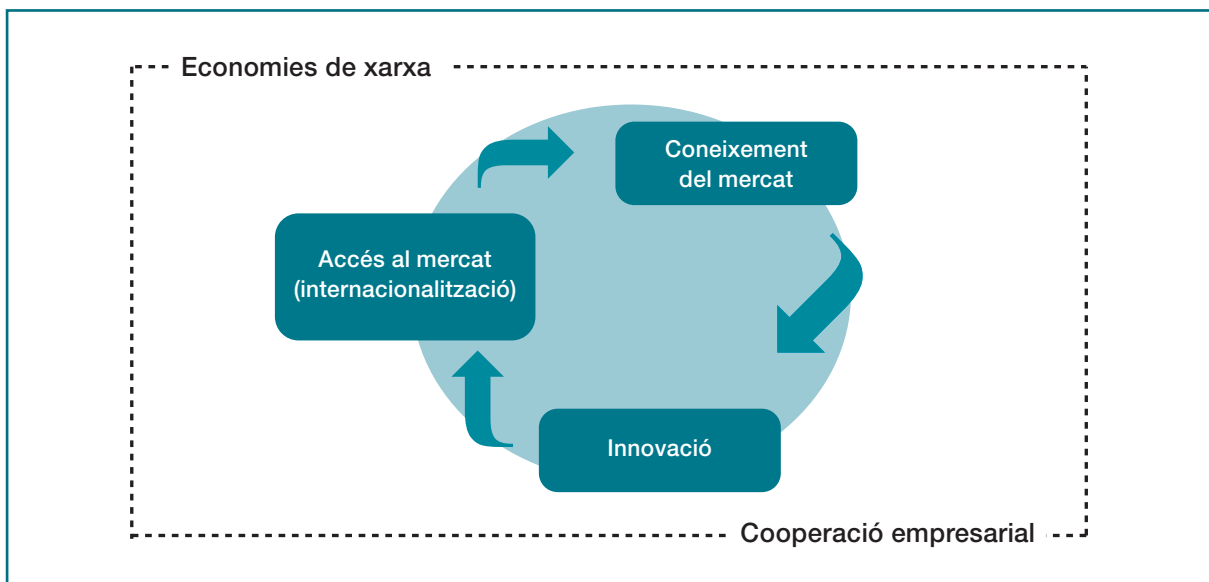 Economies de xarxa
Coneixement
del mercat
Accés al mercat
(internacionalització)
Innovació
Cooperació empresarial